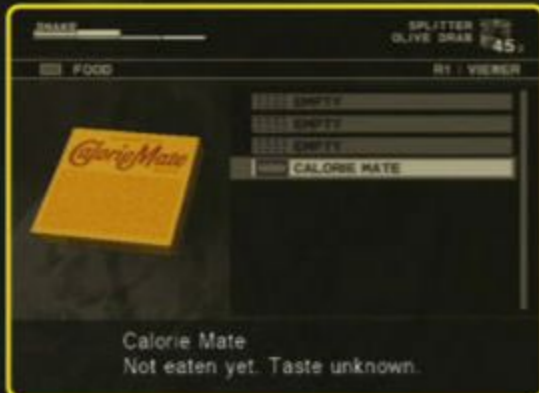 SNAKE
SPLITTER
OLIVE DRAB
45%
FOOD
R1 : VIEWER
EMPTY
EMPTY
EMPTY
CALORIE MATE
CalorieMate
Calorie Mate
Not eaten yet. Taste unknown.